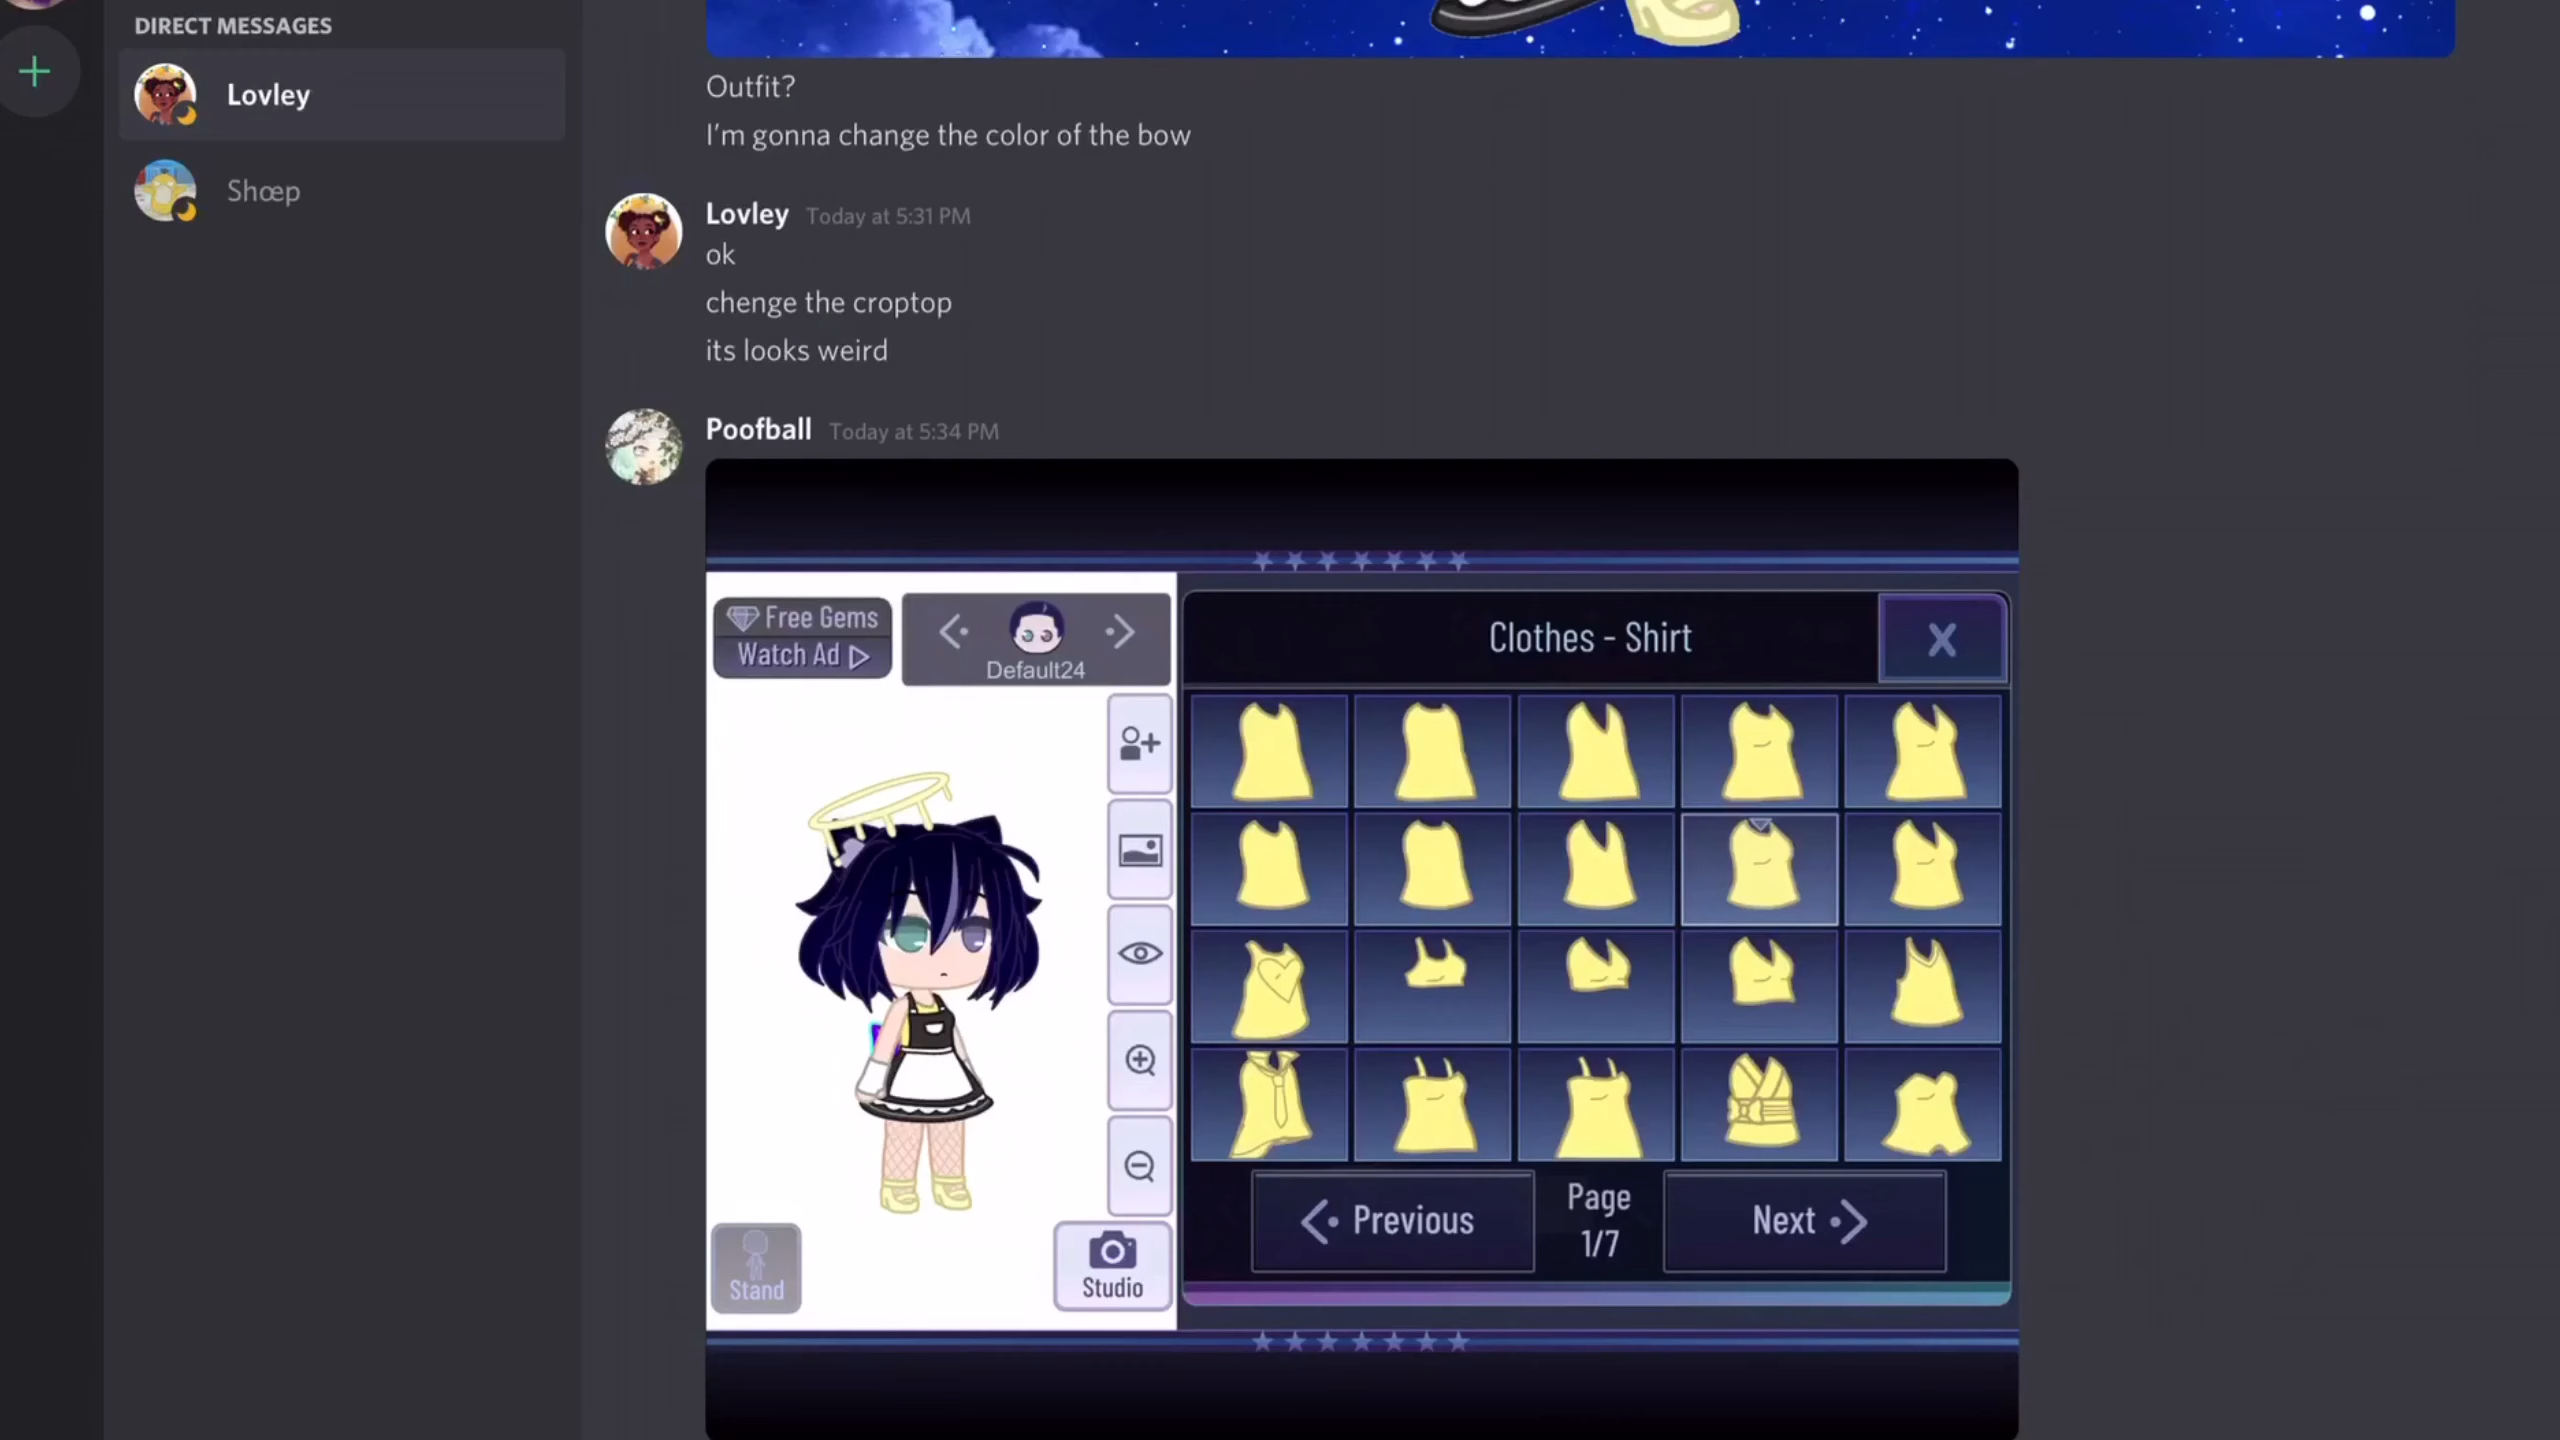 DIRECT MESSAGES
Lovley
Shœp
Outfit?
I'm gonna change the color of the bow
Lovley Today at 5:31 PM
ok
chenge the croptop
its looks weird
Poofball Today at 5:34 PM
Free Gems
Watch Ad
Default24
Clothes - Shirt
X
Stand
Studio
Previous
Page
1/7
Next